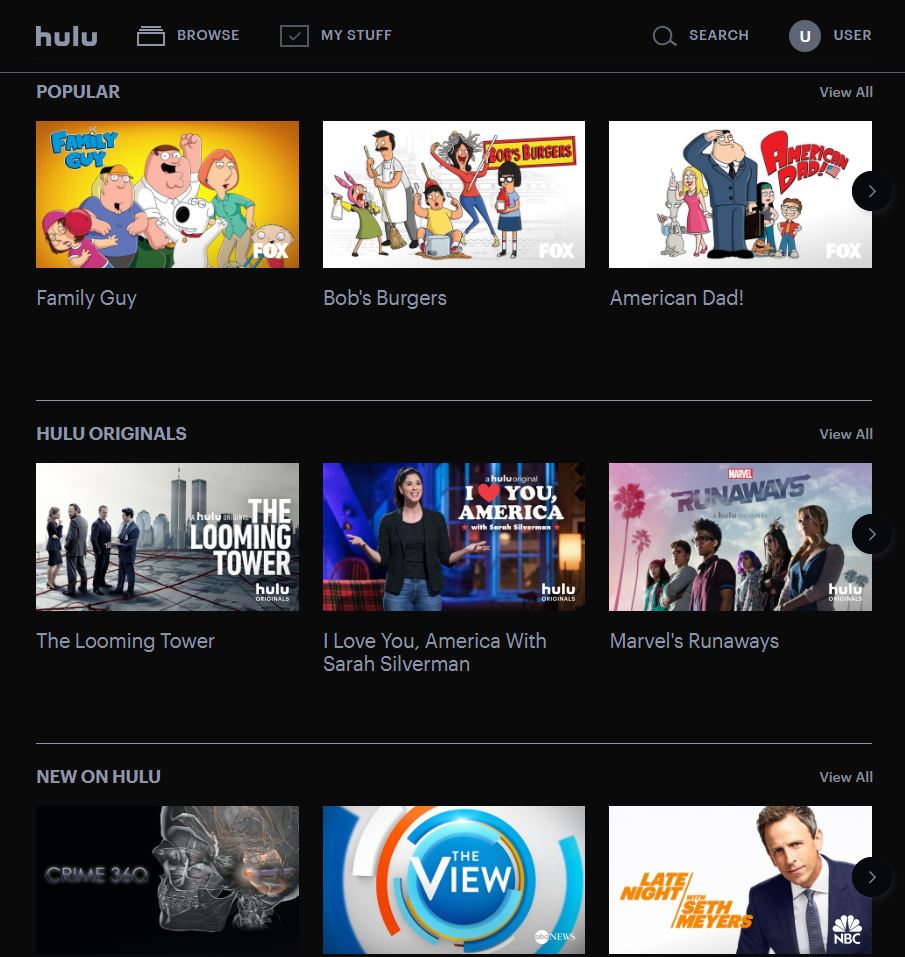 hulu BROWSE MY STUFF SEARCH U USER
POPULAR View All
FAMILY
GUY
FOX
BOB'S BURGERS
FOX
AMERICAN
DAD!
FOX
Family Guy Bob's Burgers American Dad!
HULU ORIGINALS View All
A hulu ORIGINAL THE
LOOMING
TOWER
hulu
ORIGINALS
a hulu original
I ❤ YOU,
AMERICA
with Sarah Silverman
hulu
ORIGINALS
MARVEL
RUNAWAYS
A hulu ORIGINAL
hulu
ORIGINALS
The Looming Tower I Love You, America With Marvel's Runaways
Sarah Silverman
NEW ON HULU View All
CRIME 360
THE
VIEW
abc NEWS
LATE
NIGHT WITH
SETH
MEYERS
NBC